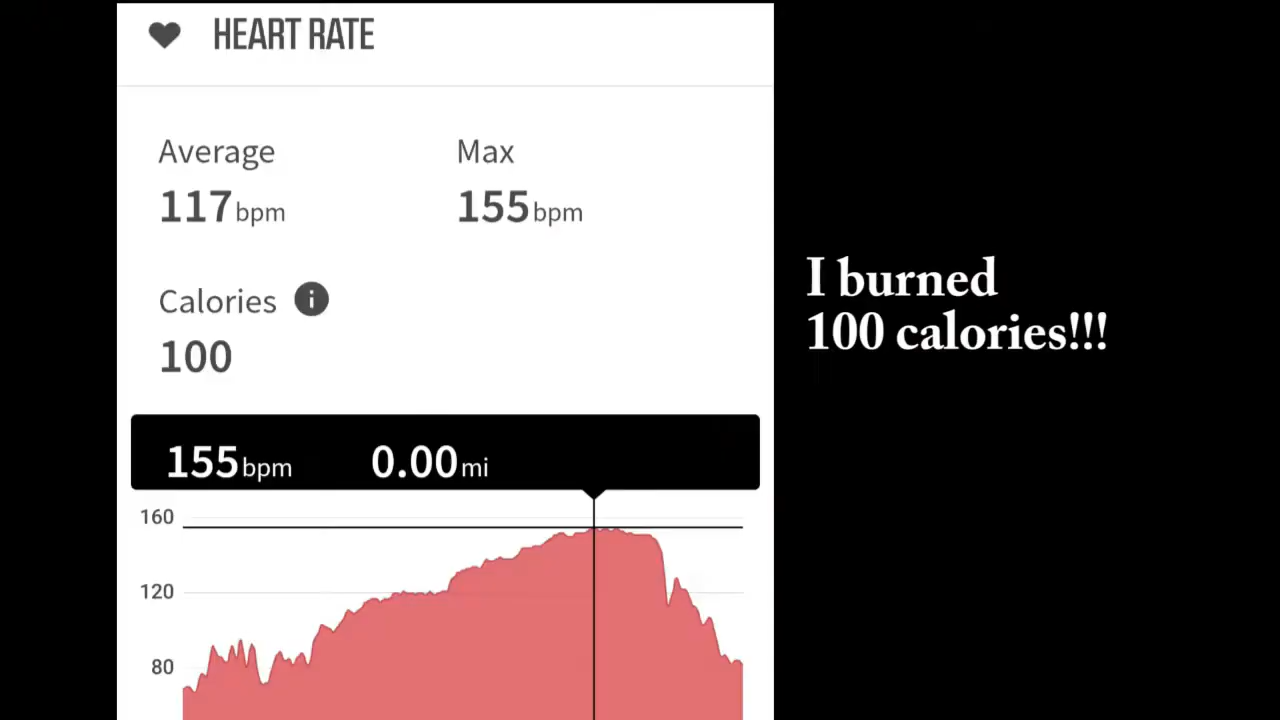 HEART RATE
Average Max
117 bpm 155 bpm
Calories i
100
155 bpm 0.00 mi
160
120
80
I burned
100 calories!!!